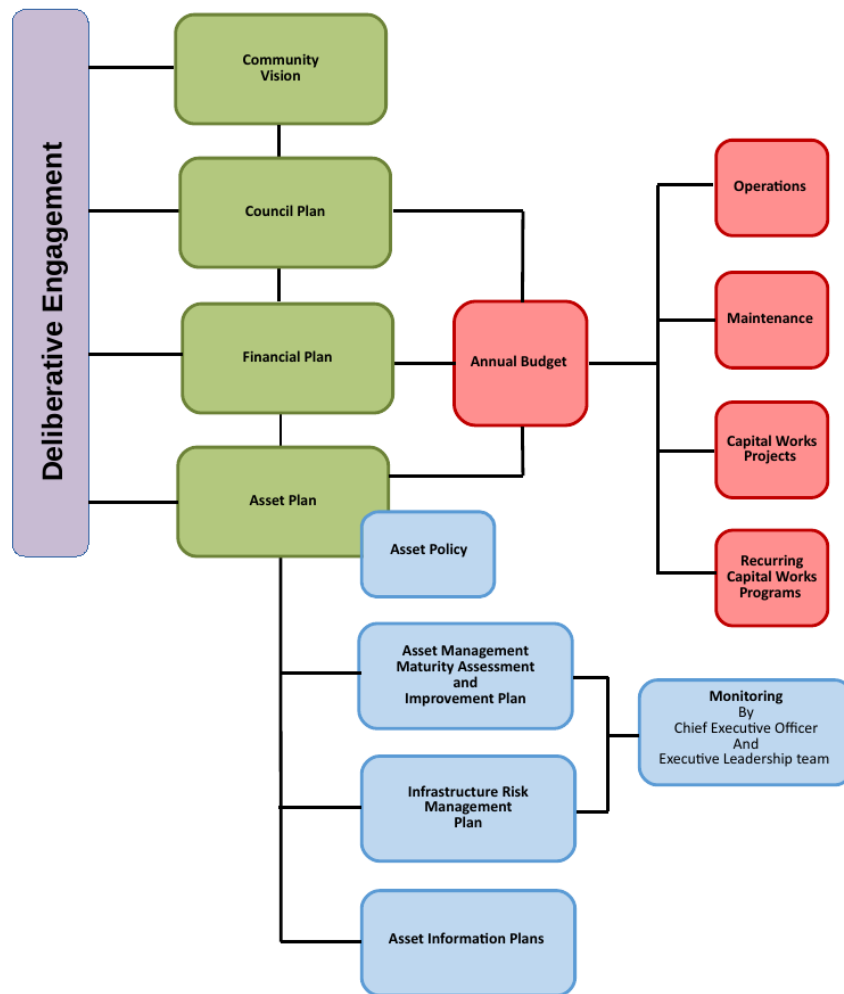 Deliberative Engagement
Community
Vision
Council Plan
Financial Plan
Asset Plan
Asset Policy
Annual Budget
Operations
Maintenance
Capital Works
Projects
Recurring
Capital Works
Programs
Asset Management
Maturity Assessment
and
Improvement Plan
Infrastructure Risk
Management
Plan
Asset Information Plans
Monitoring
By
Chief Executive Officer
And
Executive Leadership team